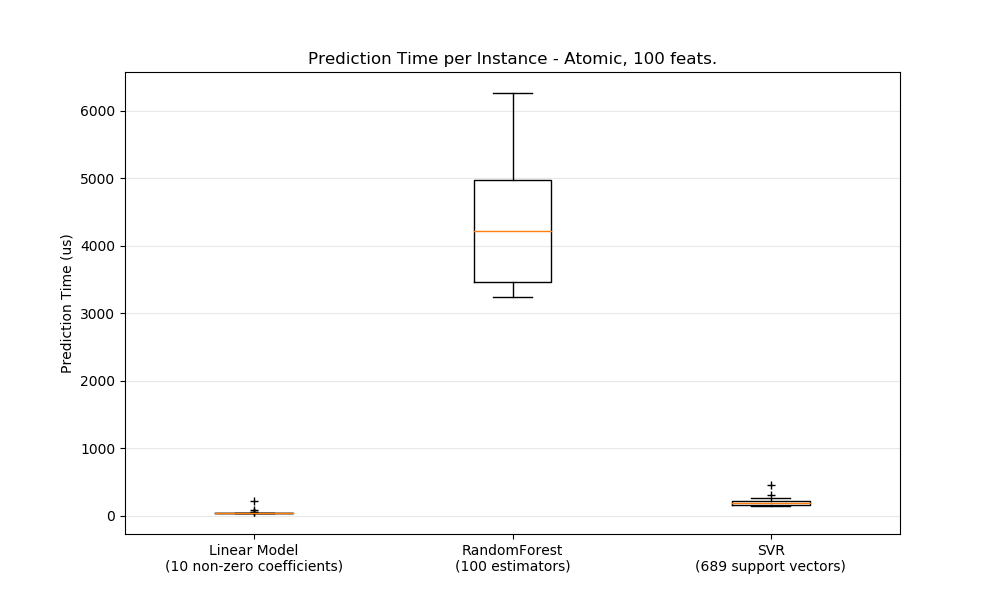 Prediction Time per Instance - Atomic, 100 feats.
Prediction Time (us)
6000
5000
4000
3000
2000
1000
0
Linear Model
(10 non-zero coefficients)
RandomForest
(100 estimators)
SVR
(689 support vectors)